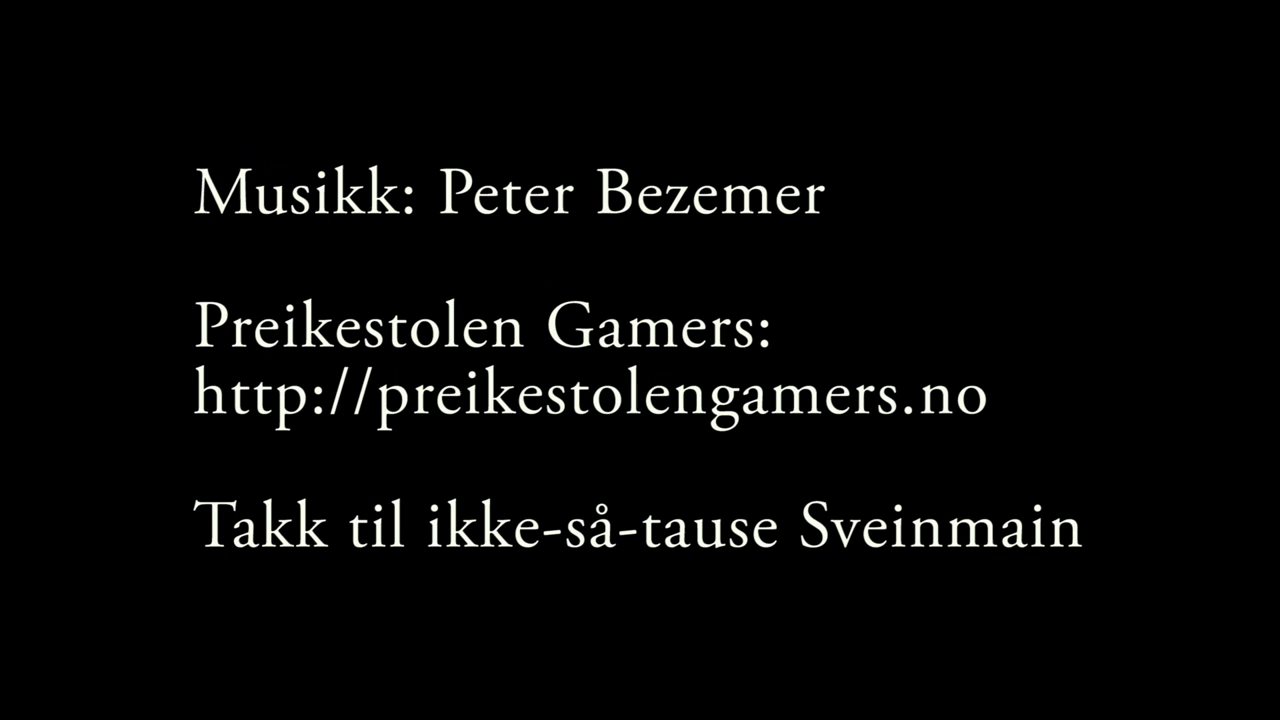 Musikk: Peter Bezemer
Preikestolen Gamers:
http://preikestolengamers.no
Takk til ikke-så-tause Sveinmain